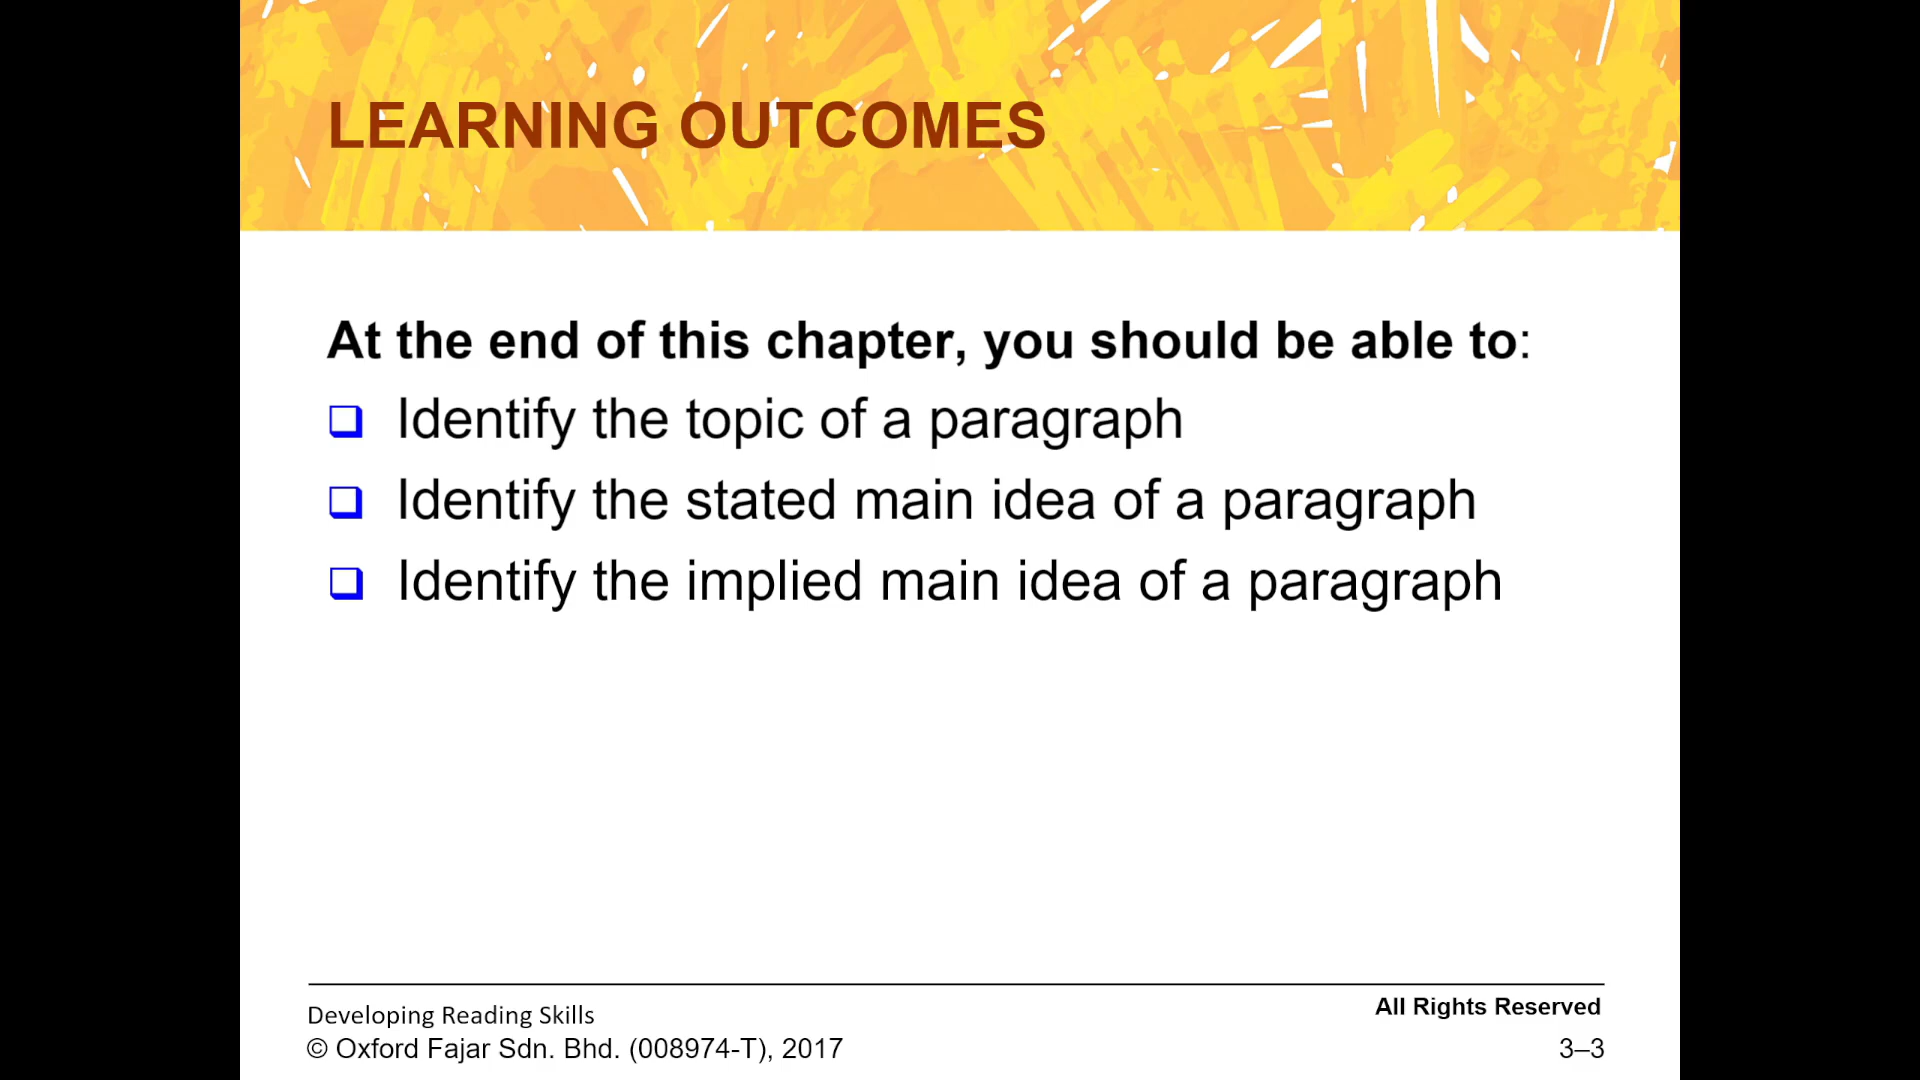 LEARNING OUTCOMES
At the end of this chapter, you should be able to:
❑ Identify the topic of a paragraph
❑ Identify the stated main idea of a paragraph
❑ Identify the implied main idea of a paragraph
Developing Reading Skills
All Rights Reserved
© Oxford Fajar Sdn. Bhd. (008974-T), 2017
3–3